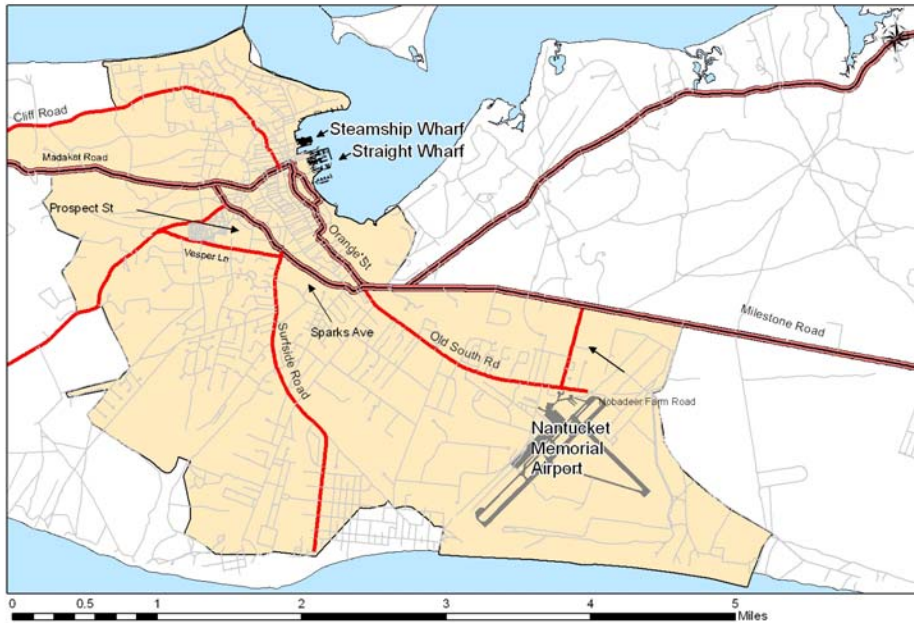 Cliff Road
Steamship Wharf
Straight Wharf
Madaket Road
Prospect St
Orange St
Vesper Ln
Sparks Ave
Surfside Road
Old South Rd
Milestone Road
Nobadeer Farm Road
Nantucket
Memorial
Airport
0 0.5 1 2 3 4 5
Miles